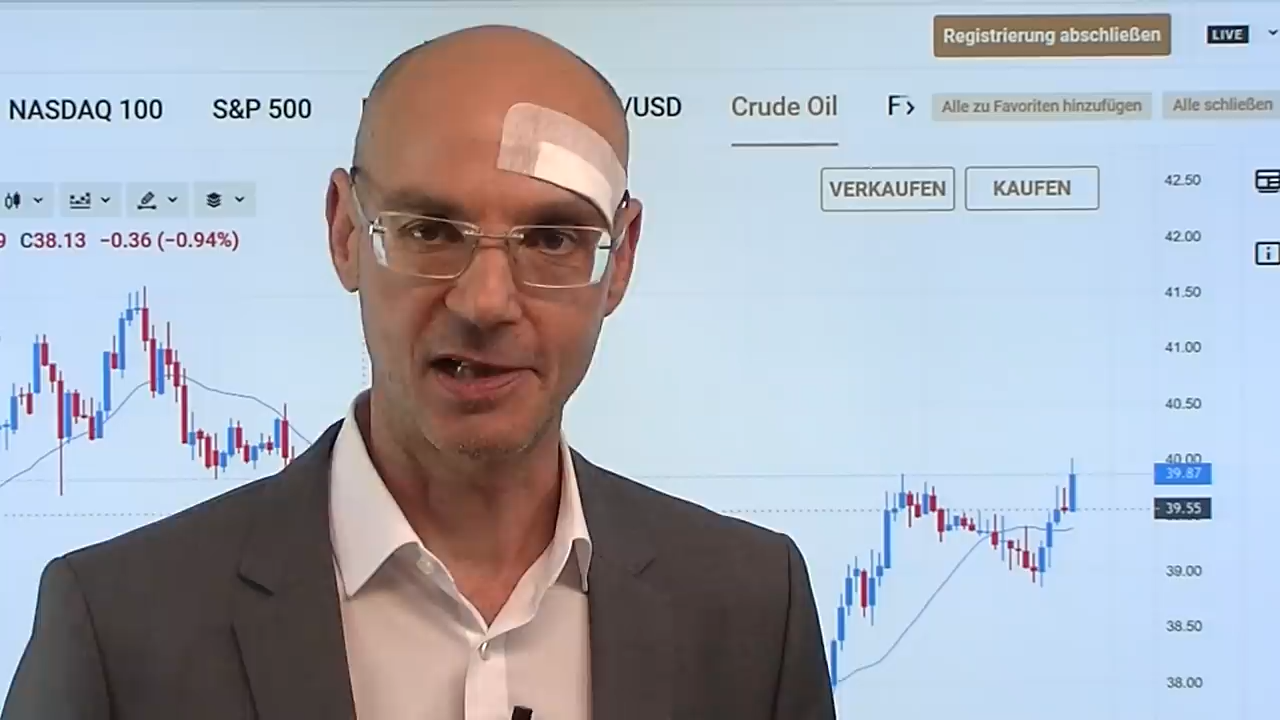 Registrierung abschließen
LIVE
NASDAQ 100 S&P 500 /USD Crude Oil
Alle zu Favoriten hinzufügen Alle schließen
VERKAUFEN KAUFEN
C38.13 −0.36 (−0.94%)
42.50
42.00
41.50
41.00
40.50
40.00
39.87
39.55
39.00
38.50
38.00